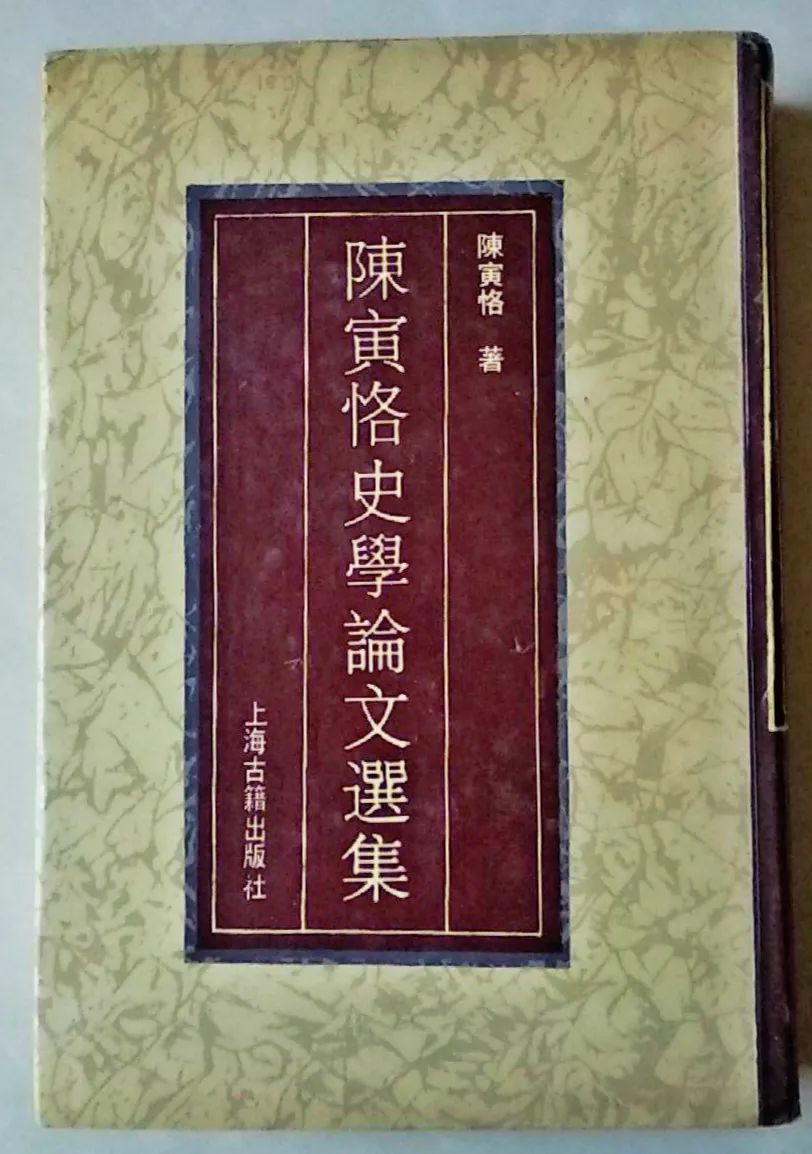 陳寅恪 著
陳寅恪史學論文選集
上海古籍出版社